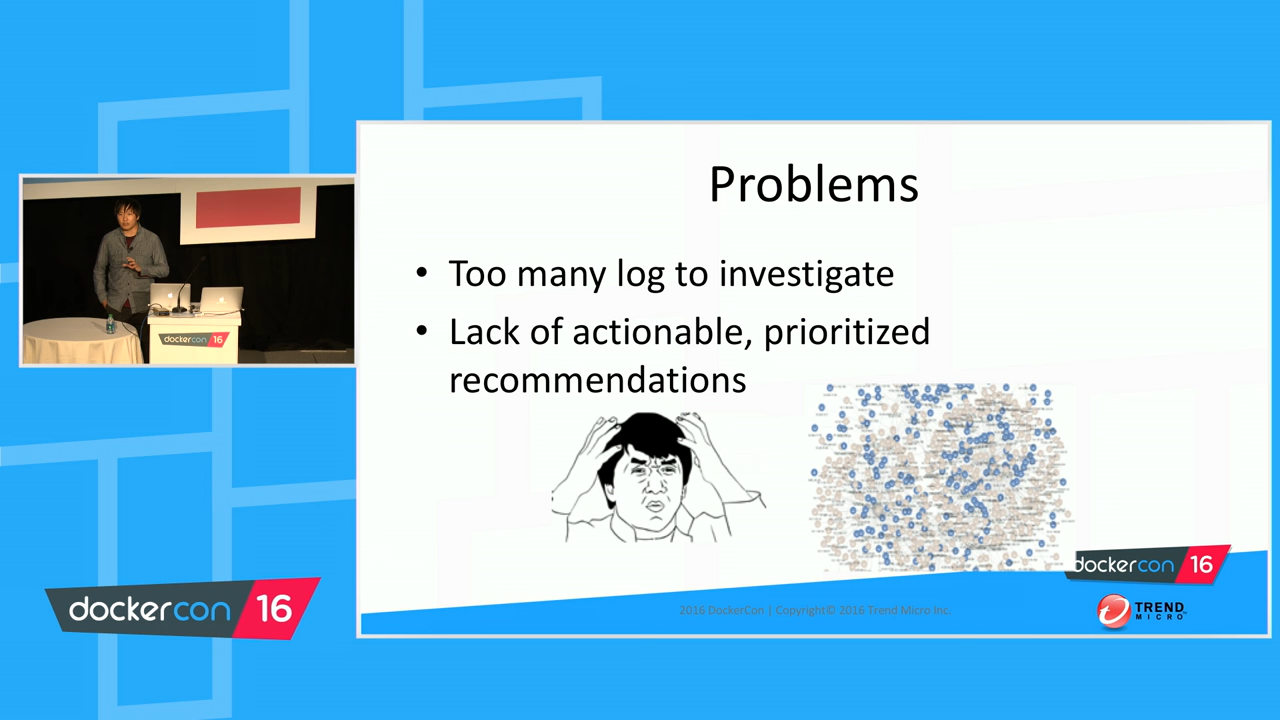 Problems
• Too many log to investigate
• Lack of actionable, prioritized
recommendations
dockercon 16
dockercon 16
2016 DockerCon | Copyright© 2016 Trend Micro Inc.
TREND
MICRO
dockercon 16